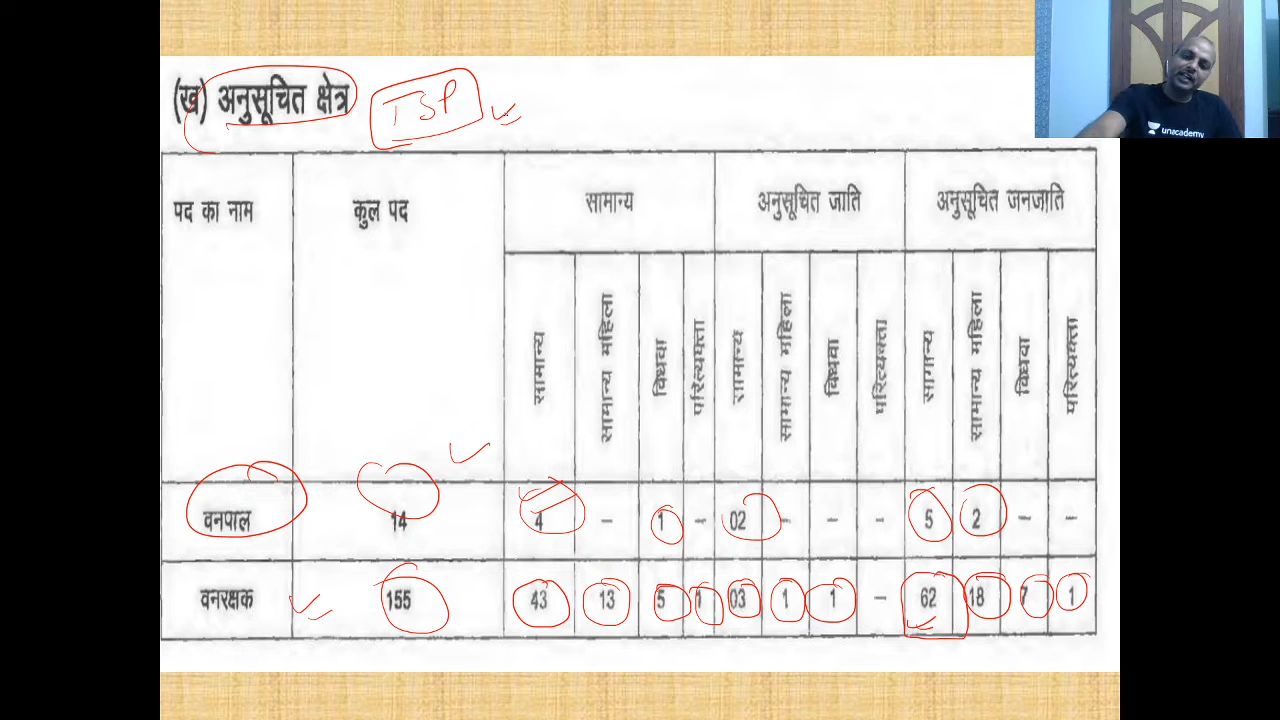 (ख) अनुसूचित क्षेत्र TSP
पद का नाम कुल पद सामान्य अनुसूचित जाति अनुसूचित जनजाति
सामान्य सामान्य महिला विधवा परित्यक्ता सामान्य सामान्य महिला विधवा परित्यक्ता सामान्य सामान्य महिला विधवा परित्यक्ता
वनपाल 14 4 – 1 – 02 – – – 5 2 – –
वनरक्षक 155 43 13 5 1 03 1 1 – 62 18 7 1
unacademy